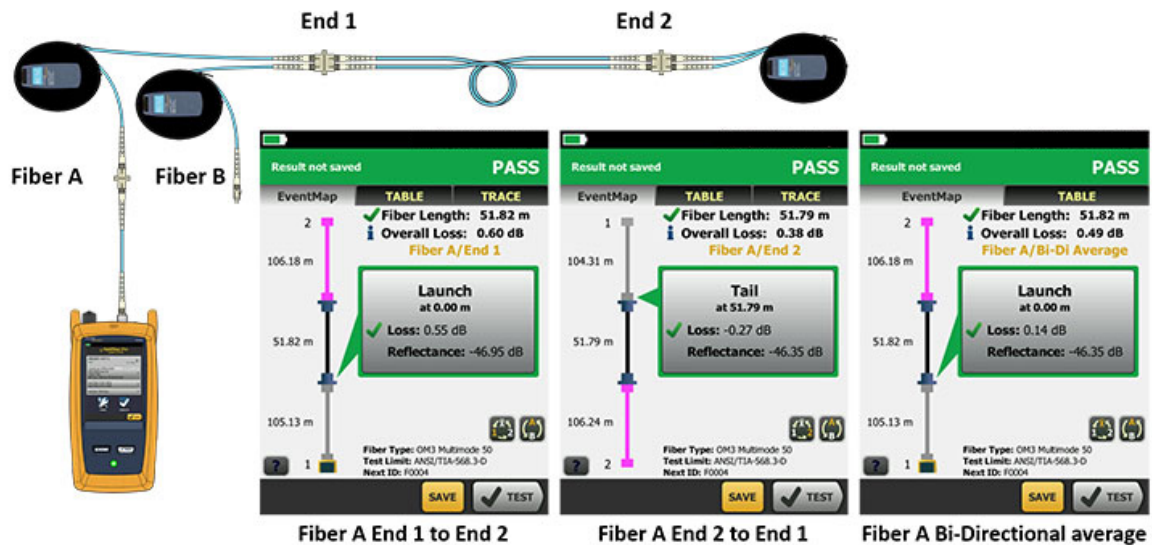 End 1
End 2
Fiber A
Fiber B
Result not saved
PASS
EventMap
TABLE
TRACE
2
Fiber Length: 51.82 m
Overall Loss: 0.60 dB
Fiber A/End 1
106.18 m
Launch
at 0.00 m
Loss: 0.55 dB
Reflectance: -46.95 dB
51.82 m
105.13 m
1
Fiber Type: OM3 Multimode 50
Test Limit: ANSI/TIA-568.3-D
Next ID: F0004
?
SAVE
TEST
Fiber A End 1 to End 2
Result not saved
PASS
EventMap
TABLE
TRACE
1
Fiber Length: 51.79 m
Overall Loss: 0.38 dB
Fiber A/End 2
104.31 m
Tail
at 51.79 m
Loss: -0.27 dB
Reflectance: -46.35 dB
51.79 m
106.24 m
2
Fiber Type: OM3 Multimode 50
Test Limit: ANSI/TIA-568.3-D
Next ID: F0004
?
SAVE
TEST
Fiber A End 2 to End 1
Result not saved
PASS
EventMap
TABLE
2
Fiber Length: 51.82 m
Overall Loss: 0.49 dB
Fiber A/Bi-Di Average
106.18 m
Launch
at 0.00 m
Loss: 0.14 dB
Reflectance: -46.35 dB
51.82 m
105.13 m
1
Fiber Type: OM3 Multimode 50
Test Limit: ANSI/TIA-568.3-D
Next ID: F0004
?
SAVE
TEST
Fiber A Bi-Directional average